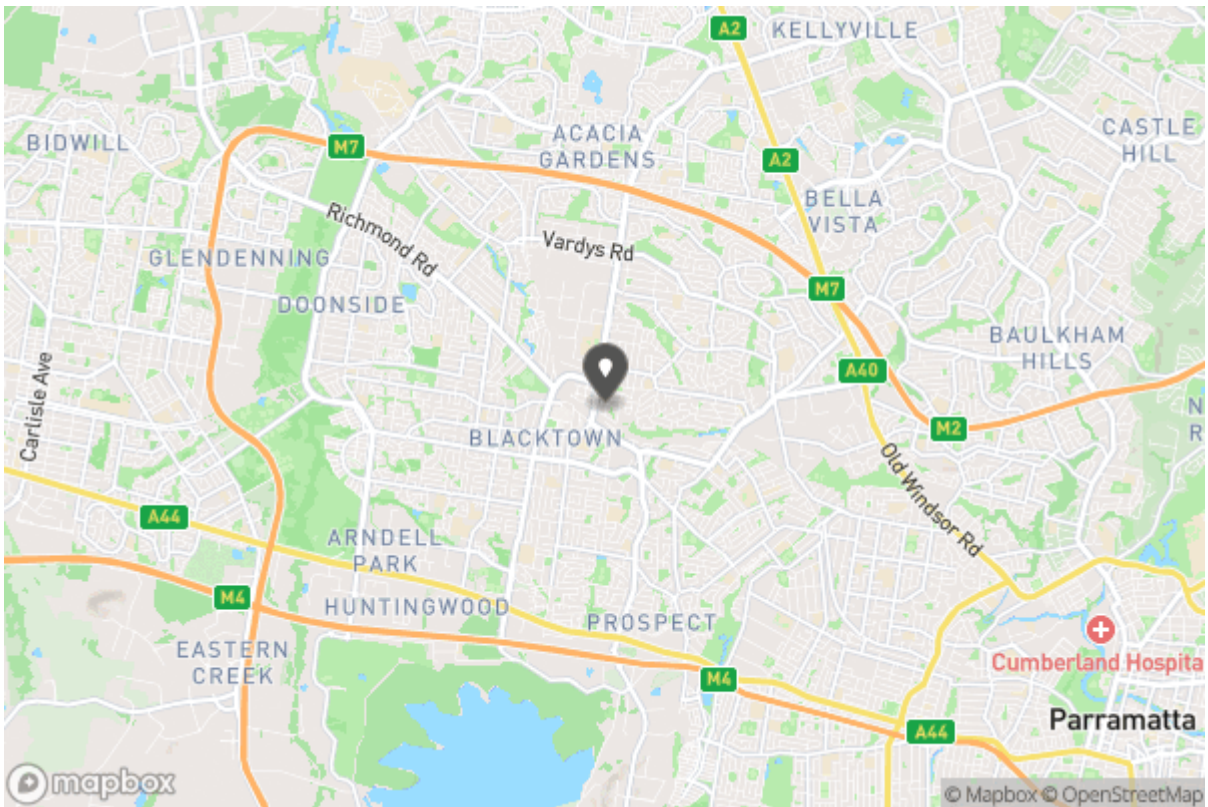 A2
KELLYVILLE
CASTLE
HILL
BIDWILL
M7
ACACIA
GARDENS
A2
BELLA
VISTA
Richmond Rd
Vardys Rd
GLENDENNING
DOONSIDE
M7
BAULKHAM
HILLS
Carlisle Ave
A40
N
R
M2
BLACKTOWN
Old Windsor Rd
A44
ARNDELL
PARK
M4
HUNTINGWOOD
PROSPECT
EASTERN
CREEK
Cumberland Hospita
M4
Parramatta
A44
mapbox
© Mapbox © OpenStreetMap